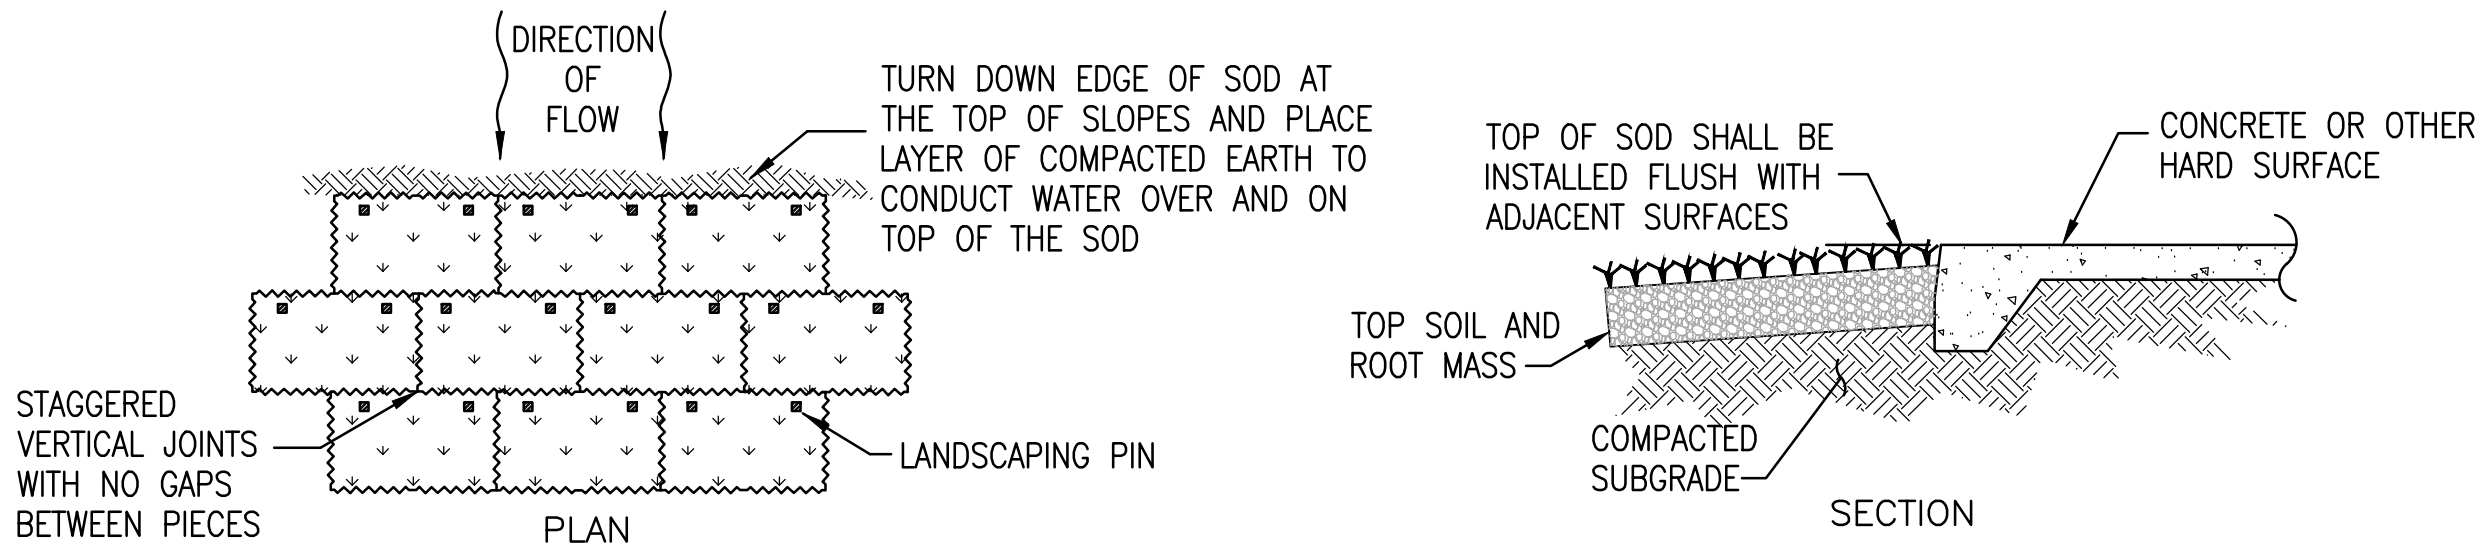 DIRECTION
OF
FLOW
TURN DOWN EDGE OF SOD AT
THE TOP OF SLOPES AND PLACE
LAYER OF COMPACTED EARTH TO
CONDUCT WATER OVER AND ON
TOP OF THE SOD
STAGGERED
VERTICAL JOINTS
WITH NO GAPS
BETWEEN PIECES
LANDSCAPING PIN
PLAN
TOP OF SOD SHALL BE
INSTALLED FLUSH WITH
ADJACENT SURFACES
CONCRETE OR OTHER
HARD SURFACE
TOP SOIL AND
ROOT MASS
COMPACTED
SUBGRADE
SECTION